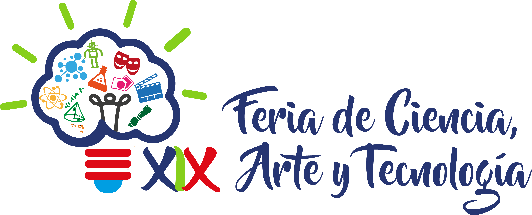 XIX
Feria de Ciencia,
Arte y Tecnología